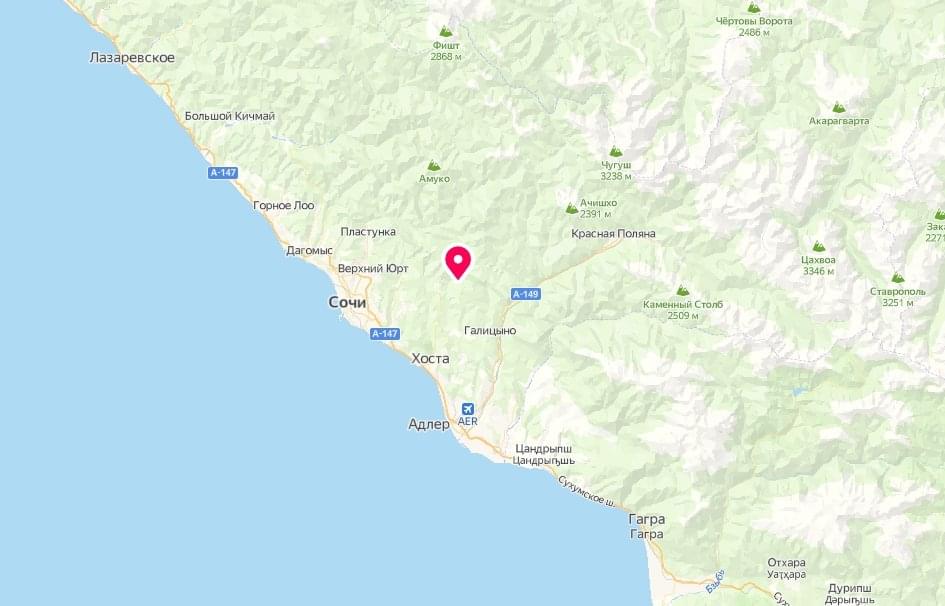 Чёртовы Ворота
2486 м
Фишт
2868 м
Лазаревское
Акарагварта
Большой Кичмай
Чугуш
3238 м
А-147
Амуко
Ачишхо
2391 м
Горное Лоо
Зака
2271
Пластунка
Красная Поляна
Дагомыс
Цахвоа
3346 м
Верхний Юрт
Ставрополь
3251 м
А-149
Сочи
Каменный Столб
2509 м
А-147
Галицыно
Хоста
AER
Адлер
Цандрыпш
Цандрыҧшь
Сухумское ш.
Гагра
Гагра
Отхара
Уаҭҳара
Бзыбь
Дурипш
Дәрыҧшь
Сух